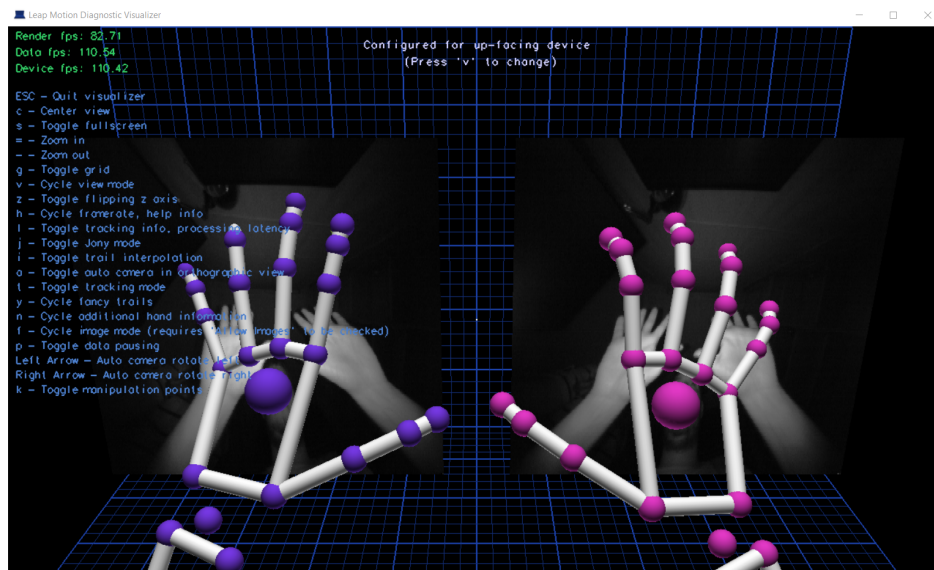 Leap Motion Diagnostic Visualizer
Render fps: 82.71
Data fps: 110.54
Device fps: 110.42
Configured for up-facing device
(Press 'v' to change)
ESC - Quit visualizer
c - Center view
s - Toggle fullscreen
= - Zoom in
- - Zoom out
g - Toggle grid
v - Cycle view mode
z - Toggle flipping z axis
h - Cycle framerate, help info
l - Toggle tracking info, processing latency
j - Toggle Jony mode
i - Toggle trail interpolation
a - Toggle auto camera in orthographic view
t - Toggle tracking mode
y - Cycle fancy trails
n - Cycle additional hand information
f - Cycle image mode (requires 'Allow Images' to be checked)
p - Toggle data pausing
Left Arrow - Auto camera rotate left
Right Arrow - Auto camera rotate right
k - Toggle manipulation points